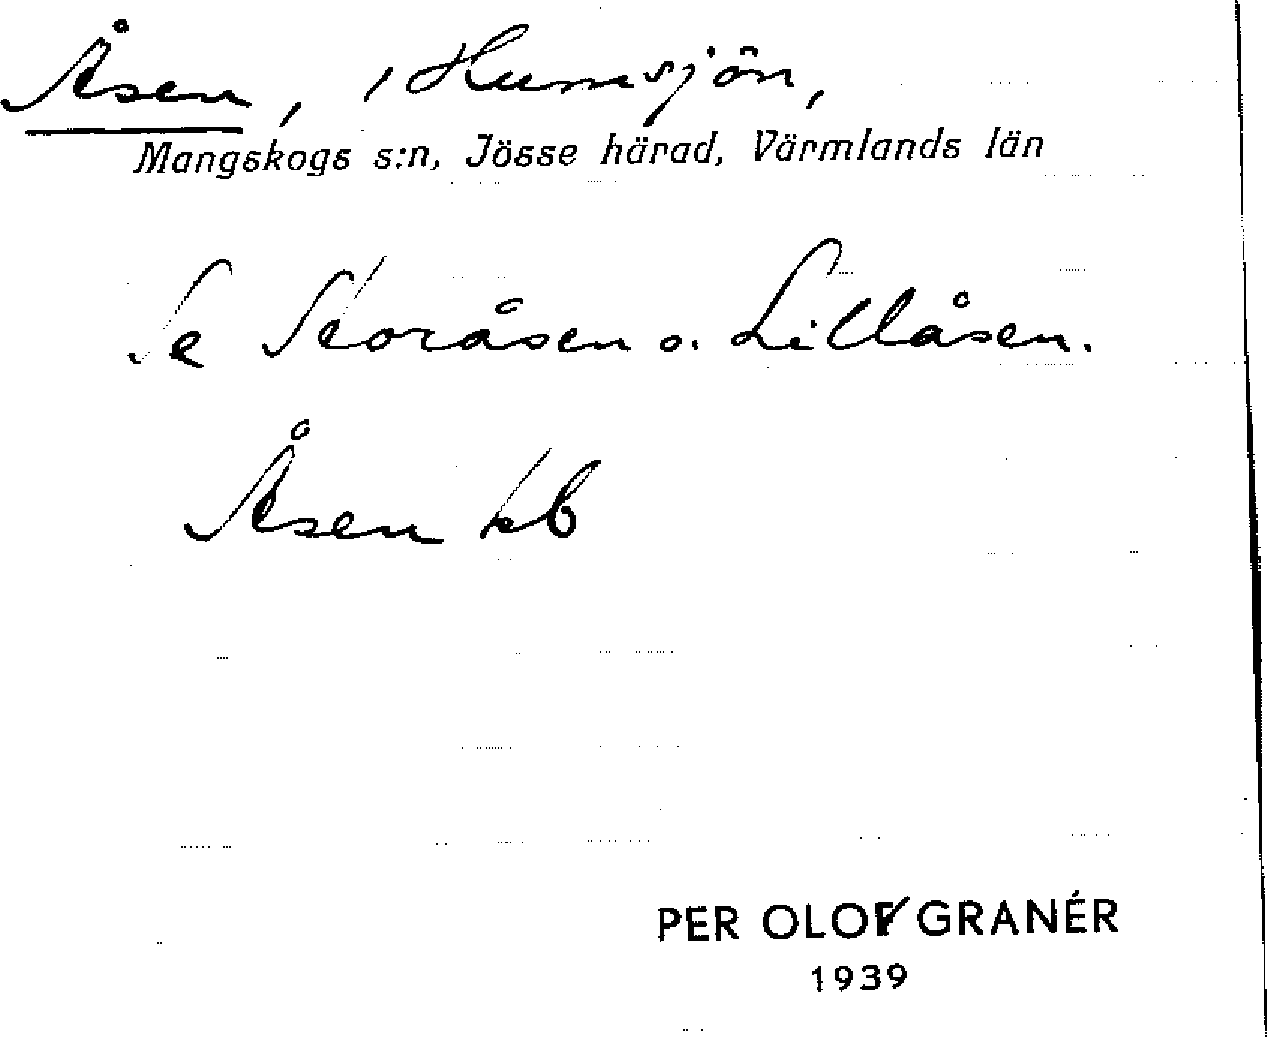 Åsen, i Humsjön,
Mangskogs s:n, Jösse härad, Värmlands län
Se Storåsen o. Lillåsen.
Åsen kb
PER OLOF GRANÉR
1939